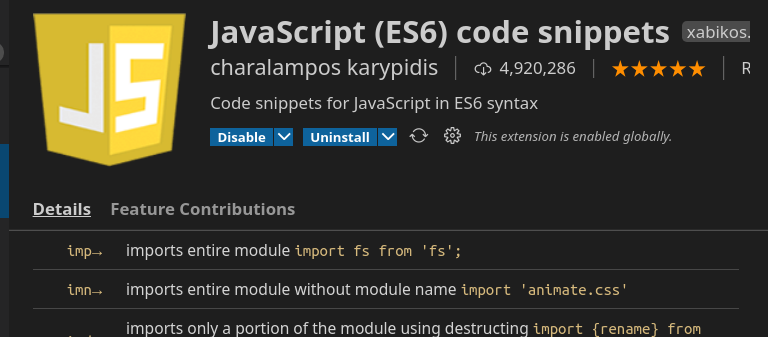 JS
JavaScript (ES6) code snippets xabikos.
charalampos karypidis 4,920,286 R
Code snippets for JavaScript in ES6 syntax
Disable Uninstall This extension is enabled globally.
Details Feature Contributions
imp→ imports entire module import fs from 'fs';
imn→ imports entire module without module name import 'animate.css'
imports only a portion of the module using destructing import {rename} from